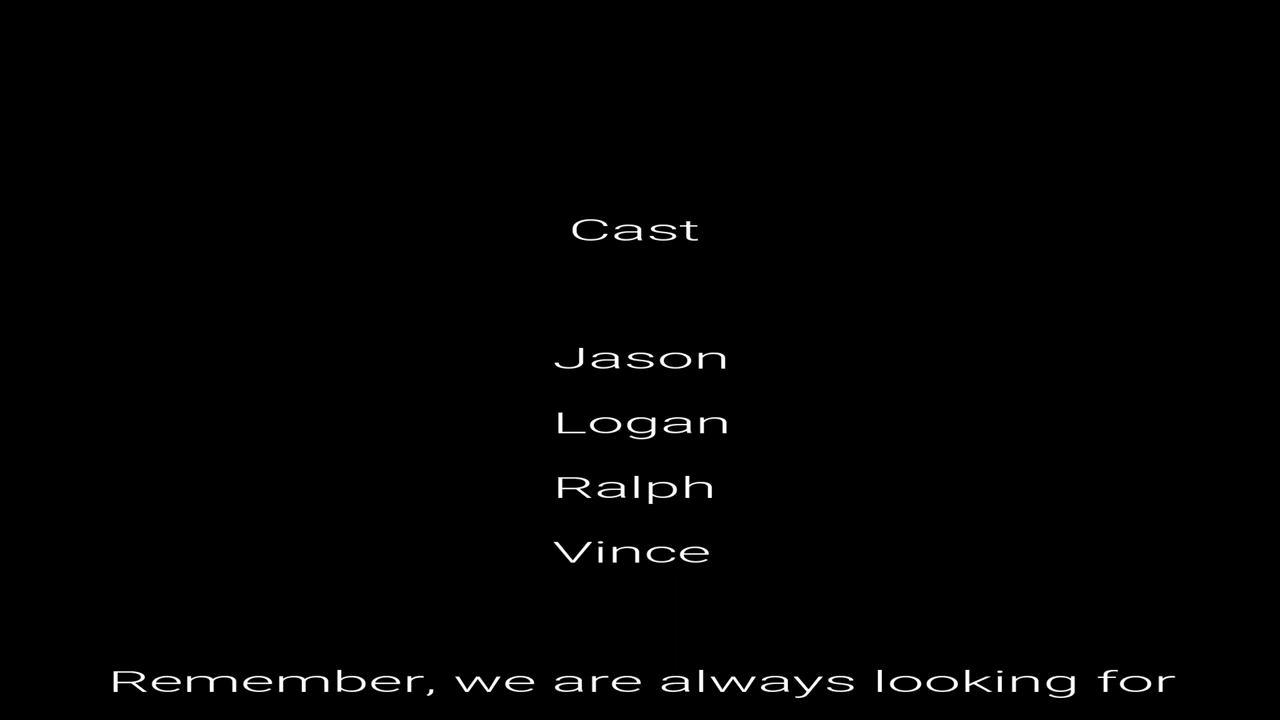 Cast
Jason
Logan
Ralph
Vince
Remember, we are always looking for